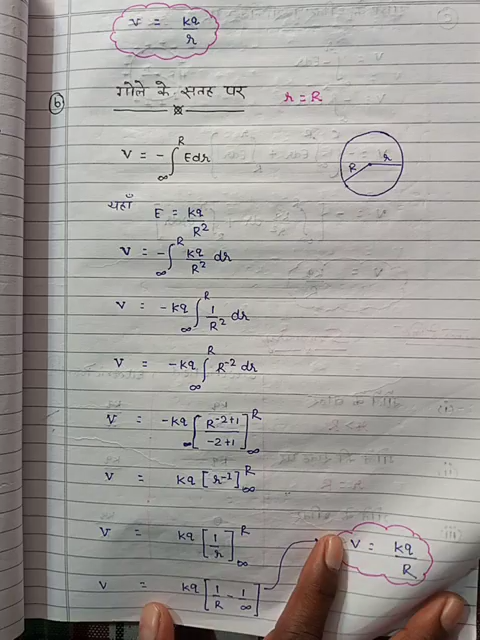 V = kq/r
(b) गोले के सतह पर r = R
V = - ∫_∞^R Edr
R r
यहाँ E = kq/R²
V = - ∫_∞^R kq/R² dr
V = -kq ∫_∞^R 1/R² dr
V = -kq ∫_∞^R R⁻² dr
V = -kq [R⁻²⁺¹/-2+1]_∞^R
V = kq [r⁻¹]_∞^R
V = kq [1/r]_∞^R
V = kq [1/R - 1/∞] V = kq/R